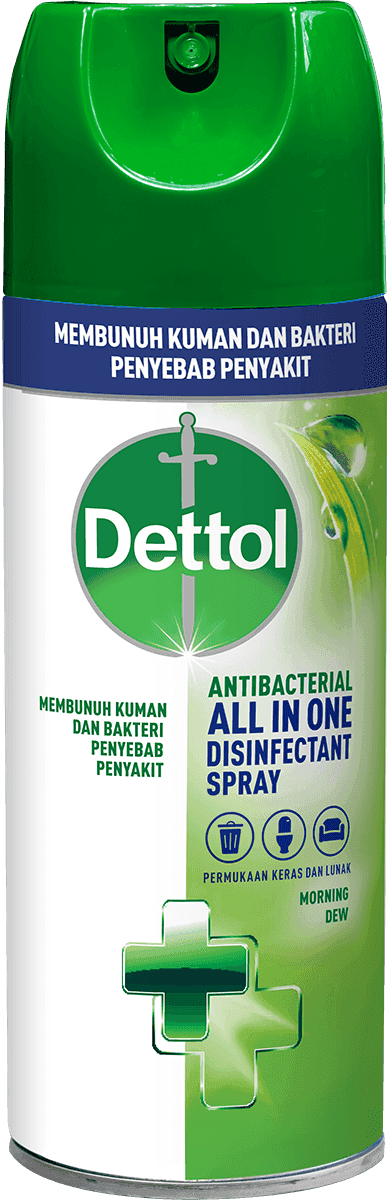 MEMBUNUH KUMAN DAN BAKTERI
PENYEBAB PENYAKIT
Dettol
MEMBUNUH KUMAN
DAN BAKTERI
PENYEBAB
PENYAKIT
ANTIBACTERIAL
ALL IN ONE
DISINFECTANT
SPRAY
PERMUKAAN KERAS DAN LUNAK
MORNING
DEW